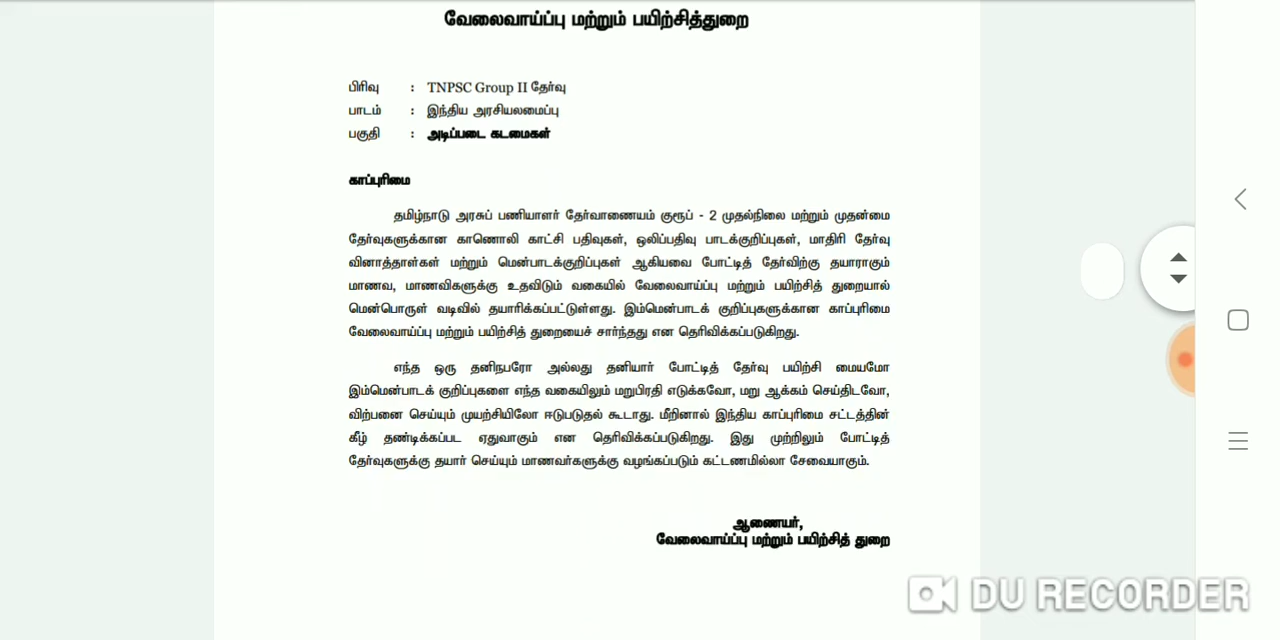 வேலைவாய்ப்பு மற்றும் பயிற்சித்துறை
பிரிவு : TNPSC Group II தேர்வு
பாடம் : இந்திய அரசியலமைப்பு
பகுதி : அடிப்படை கடமைகள்
காப்புரிமை
தமிழ்நாடு அரசுப் பணியாளர் தேர்வாணையம் குரூப் - 2 முதல்நிலை மற்றும் முதன்மை
தேர்வுகளுக்கான காணொலி காட்சி பதிவுகள், ஒலிப்பதிவு பாடக்குறிப்புகள், மாதிரி தேர்வு
வினாத்தாள்கள் மற்றும் மென்பாடக்குறிப்புகள் ஆகியவை போட்டித் தேர்விற்கு தயாராகும்
மாணவ, மாணவிகளுக்கு உதவிடும் வகையில் வேலைவாய்ப்பு மற்றும் பயிற்சித் துறையால்
மென்பொருள் வடிவில் தயாரிக்கப்பட்டுள்ளது. இம்மென்பாடக் குறிப்புகளுக்கான காப்புரிமை
வேலைவாய்ப்பு மற்றும் பயிற்சித் துறையைச் சார்ந்தது என தெரிவிக்கப்படுகிறது.
எந்த ஒரு தனிநபரோ அல்லது தனியார் போட்டித் தேர்வு பயிற்சி மையமோ
இம்மென்பாடக் குறிப்புகளை எந்த வகையிலும் மறுபிரதி எடுக்கவோ, மறு ஆக்கம் செய்திடவோ,
விற்பனை செய்யும் முயற்சியிலோ ஈடுபடுதல் கூடாது. மீறினால் இந்திய காப்புரிமை சட்டத்தின்
கீழ் தண்டிக்கப்பட ஏதுவாகும் என தெரிவிக்கப்படுகிறது. இது முற்றிலும் போட்டித்
தேர்வுகளுக்கு தயார் செய்யும் மாணவர்களுக்கு வழங்கப்படும் கட்டணமில்லா சேவையாகும்.
ஆணையர்,
வேலைவாய்ப்பு மற்றும் பயிற்சித் துறை
DU RECORDER